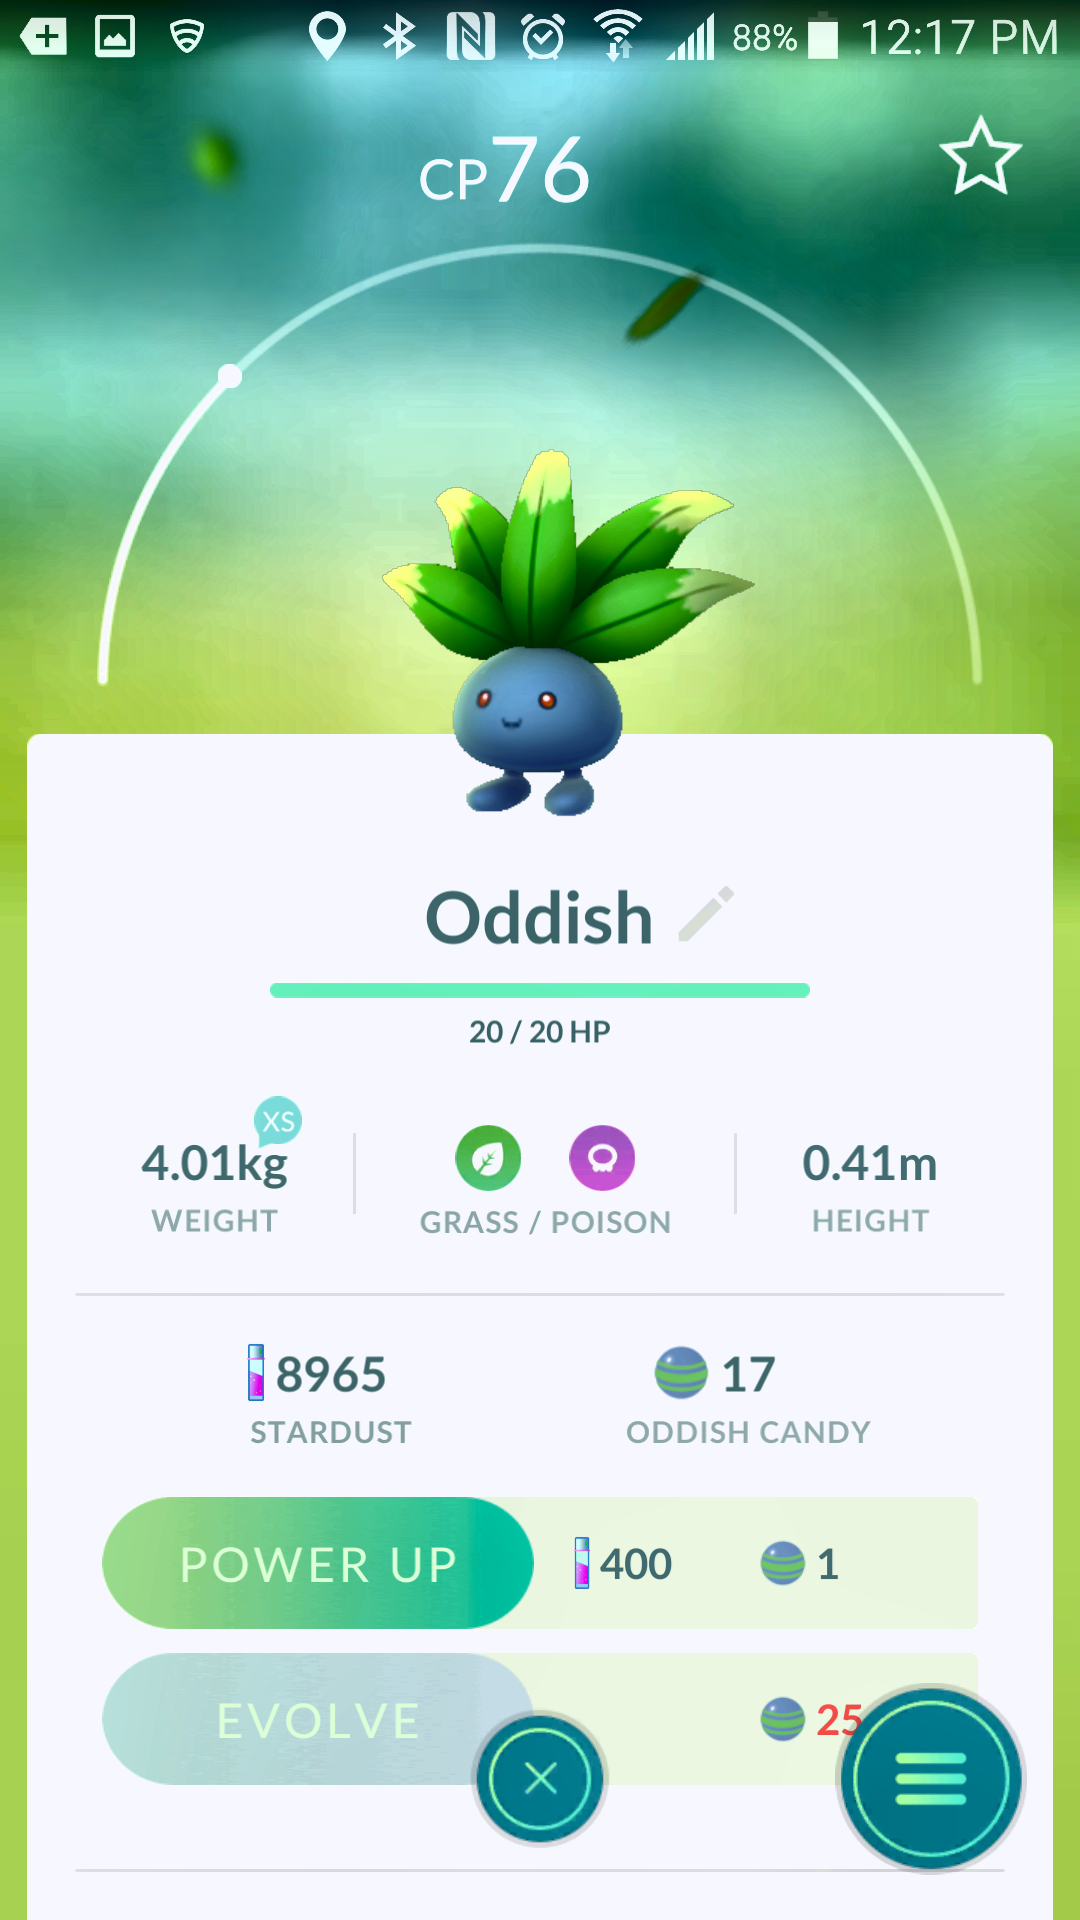 88% 12:17 PM
CP76
Oddish
20 / 20 HP
XS
4.01kg
WEIGHT
GRASS / POISON
0.41m
HEIGHT
8965
STARDUST
17
ODDISH CANDY
POWER UP 400 1
EVOLVE 25